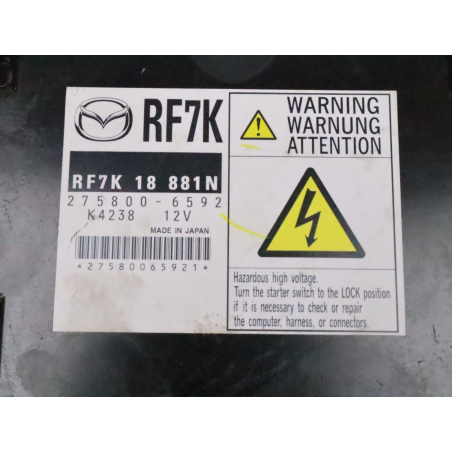 RF7K
RF7K 18 881N
275800-6592
K4238 12V
MADE IN JAPAN
*27580065921*
WARNING
WARNUNG
ATTENTION
Hazardous high voltage.
Turn the starter switch to the LOCK position
if it is necessary to check or repair
the computer, harness, or connectors.